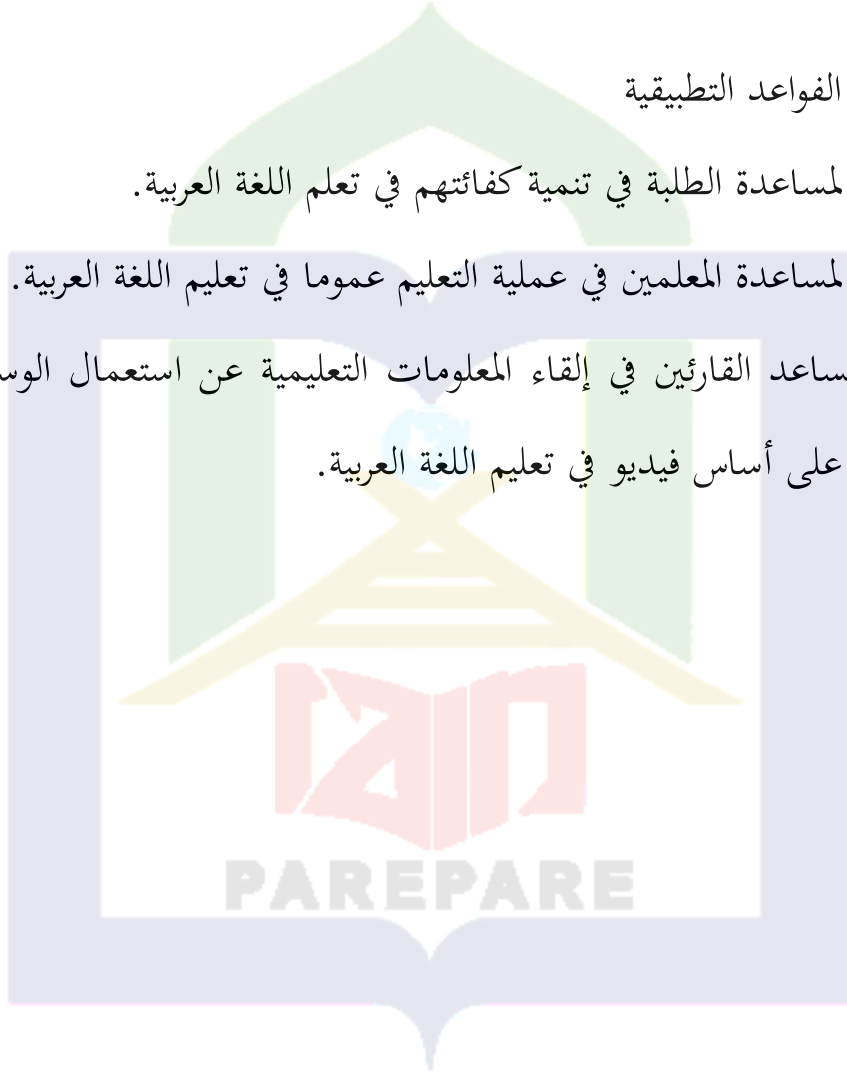 الفواعد التطبيقية
لمساعدة الطلبة في تنمية كفائتهم في تعلم اللغة العربية.
لمساعدة المعلمين في عملية التعليم عموما في تعليم اللغة العربية.
القارئين في إلقاء المعلومات التعليمية عن استعمال
على أساس فيديو في تعليم اللغة العربية.
PAREPARE